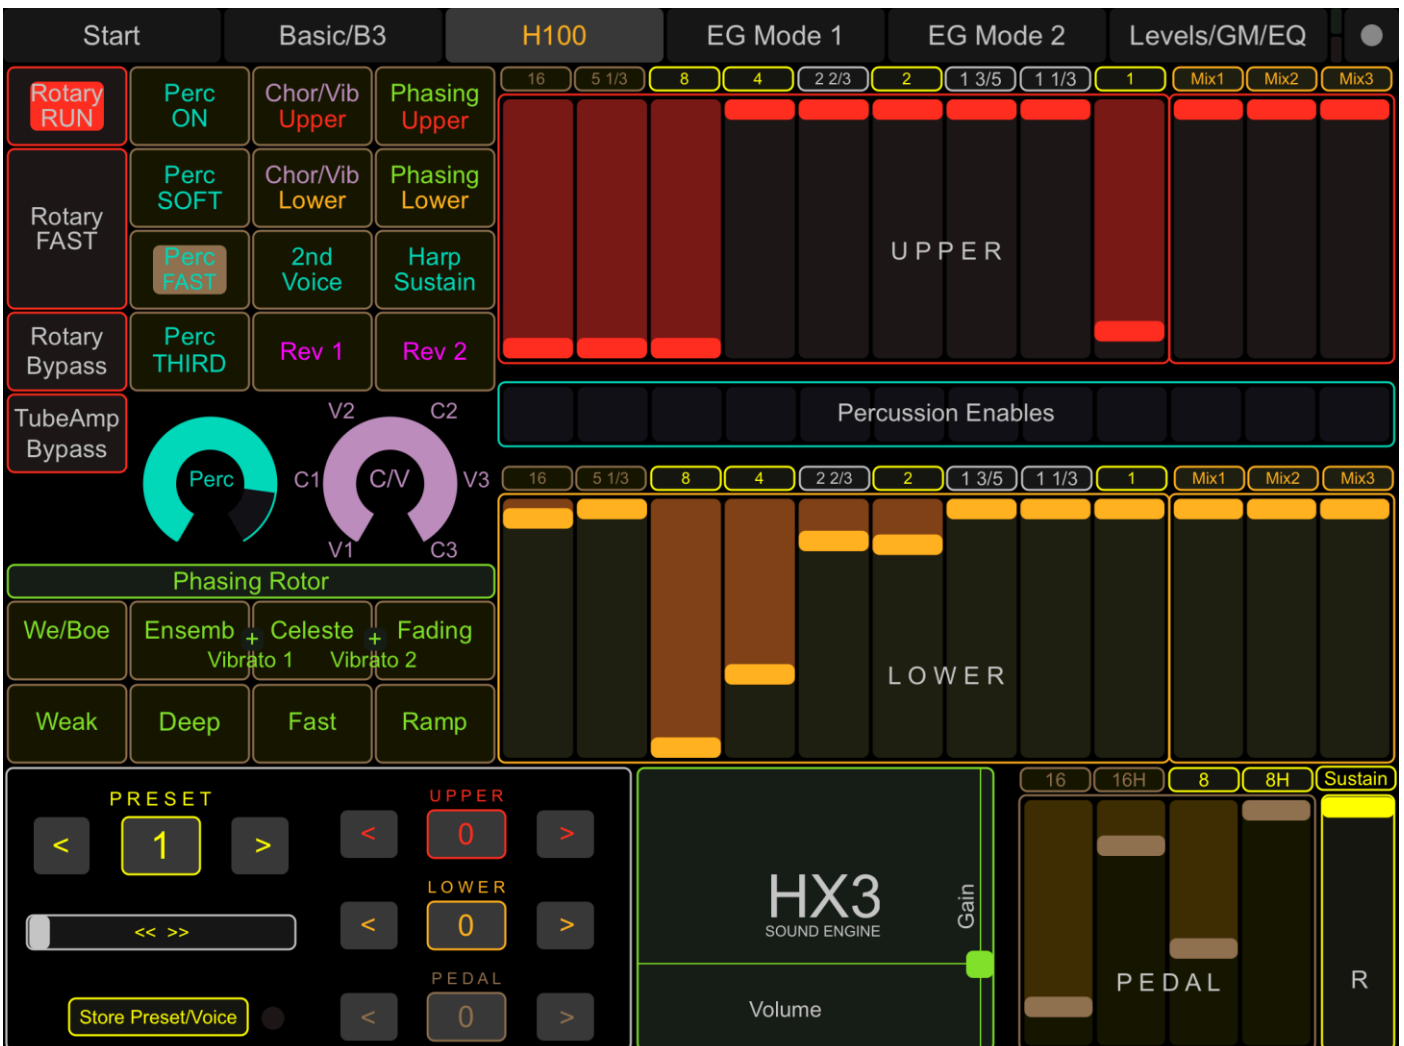 Start
Basic/B3
H100
EG Mode 1
EG Mode 2
Levels/GM/EQ
Rotary
RUN
Perc
ON
Chor/Vib
Upper
Phasing
Upper
Rotary
FAST
Perc
SOFT
Chor/Vib
Lower
Phasing
Lower
Perc
FAST
2nd
Voice
Harp
Sustain
Rotary
Bypass
Perc
THIRD
Rev 1
Rev 2
TubeAmp
Bypass
Perc
V2
C2
C1
C/V
V3
V1
C3
Phasing Rotor
We/Boe
Ensemb
+
Celeste
+
Fading
Vibrato 1
Vibrato 2
Weak
Deep
Fast
Ramp
16
5 1/3
8
4
2 2/3
2
1 3/5
1 1/3
1
Mix1
Mix2
Mix3
UPPER
Percussion Enables
16
5 1/3
8
4
2 2/3
2
1 3/5
1 1/3
1
Mix1
Mix2
Mix3
LOWER
PRESET
<
1
>
<< >>
Store Preset/Voice
UPPER
<
0
>
LOWER
<
0
>
PEDAL
<
0
>
HX3
SOUND ENGINE
Gain
Volume
16
16H
8
8H
Sustain
PEDAL
R